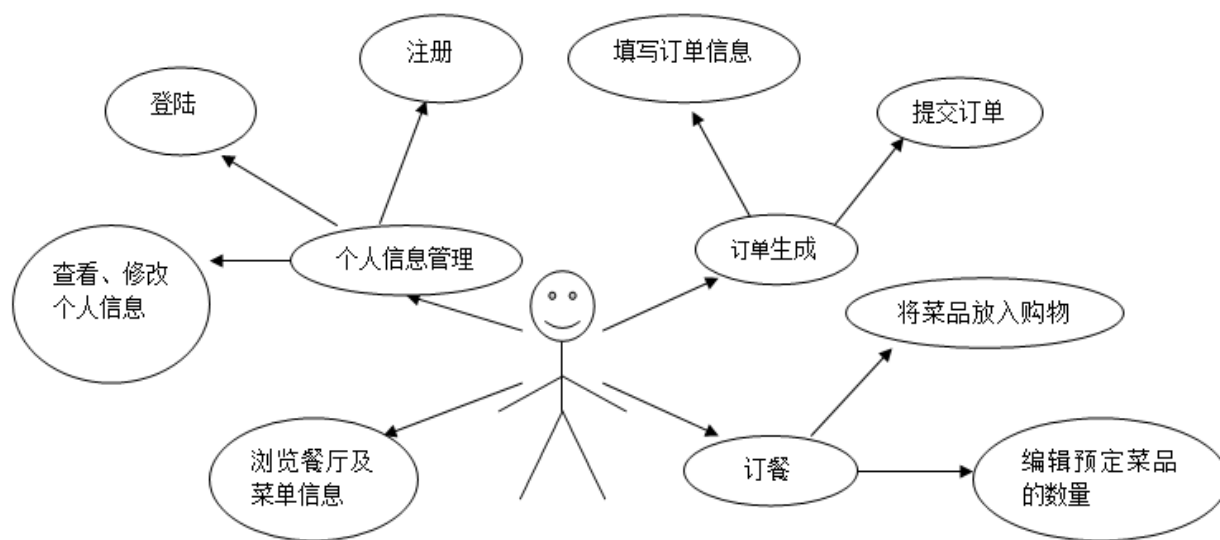 注册
填写订单信息
登陆
提交订单
查看、修改
个人信息
个人信息管理
订单生成
将菜品放入购物
浏览餐厅及
菜单信息
订餐
编辑预定菜品
的数量